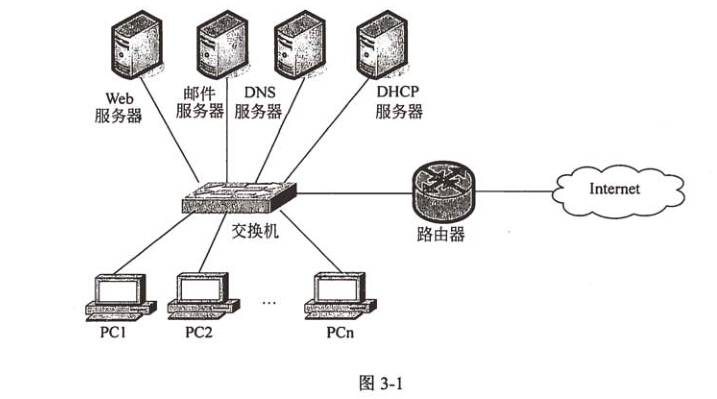 Web
服务器
邮件
服务器
DNS
服务器
DHCP
服务器
Internet
交换机
路由器
PC1
PC2
...
PCn
图 3-1